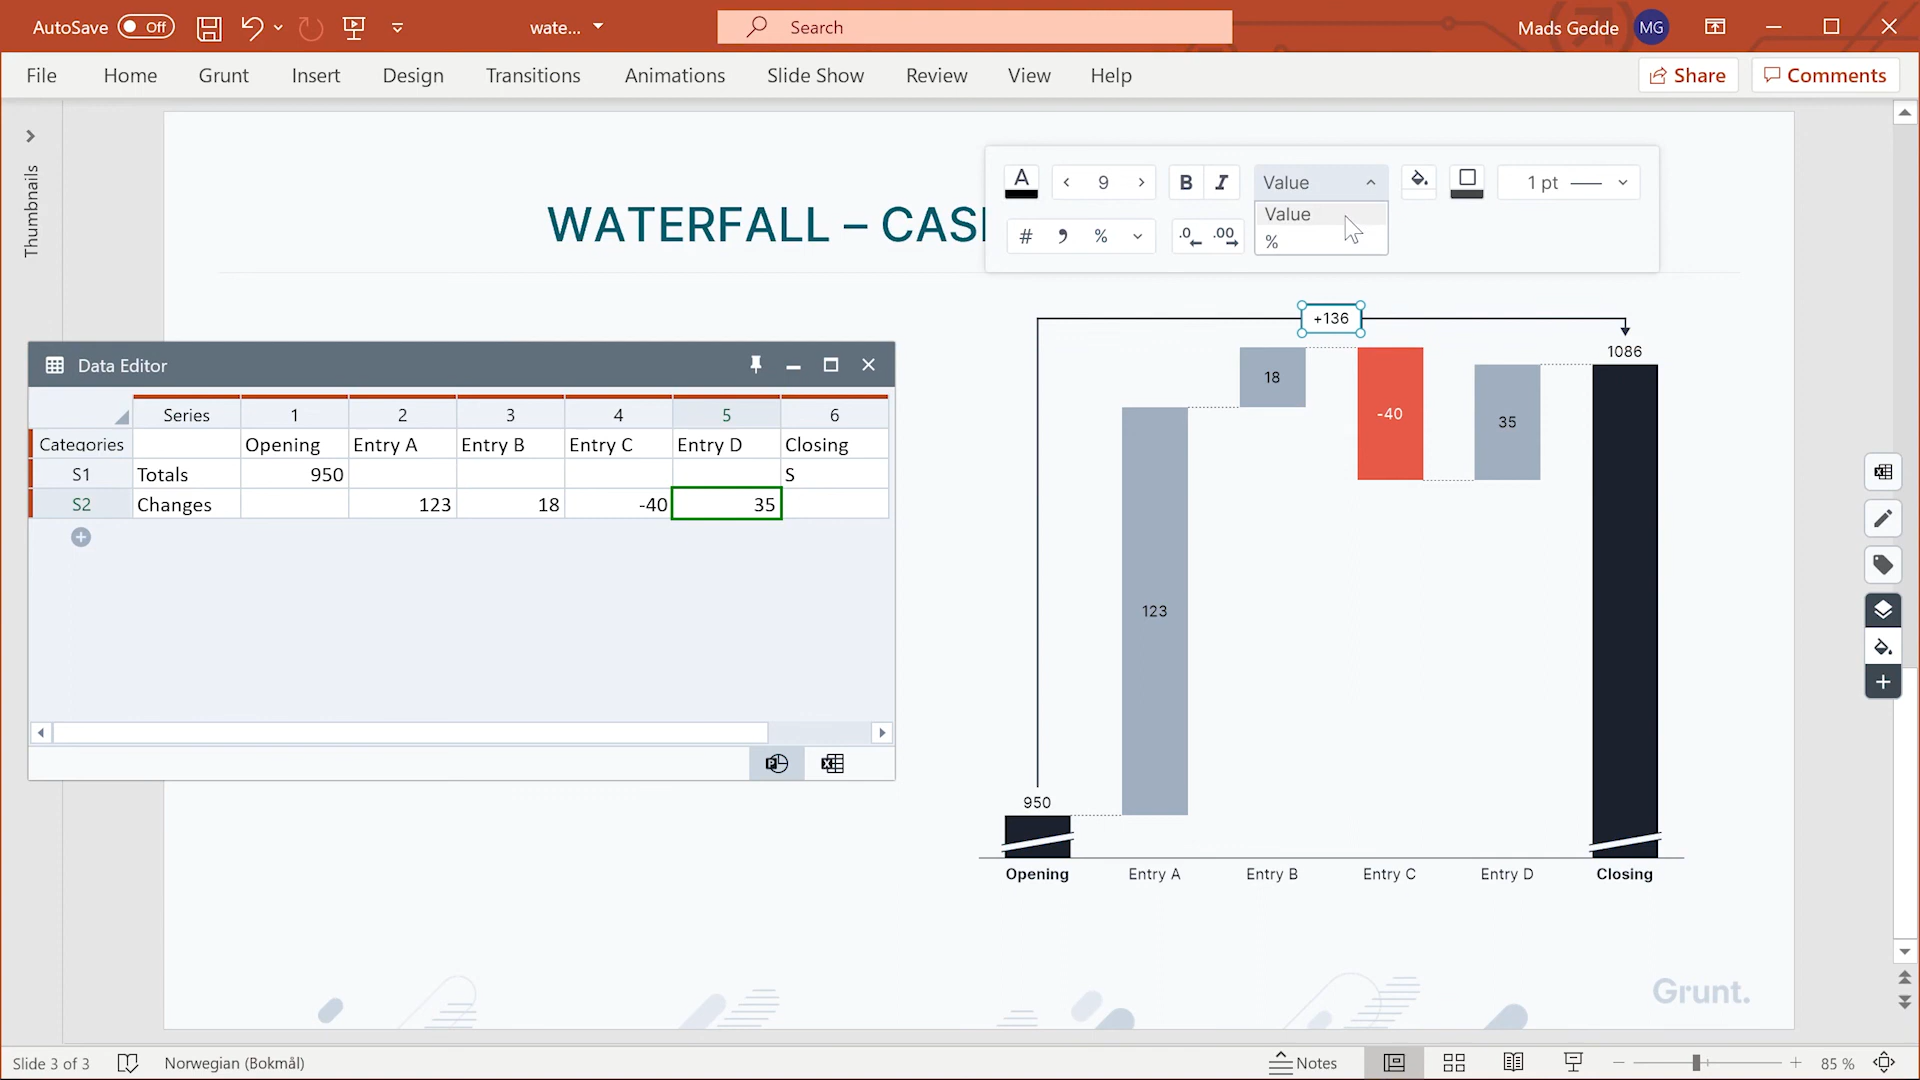 AutoSave Off wate... Search Mads Gedde MG
File Home Grunt Insert Design Transitions Animations Slide Show Review View Help Share Comments
Thumbnails
A 9 B I Value 1 pt
Value
# , % .0 .00
%
WATERFALL – CAS
+136
Data Editor
Series 1 2 3 4 5 6
Categories Opening Entry A Entry B Entry C Entry D Closing
S1 Totals 950 S
S2 Changes 123 18 -40 35
1086
18
-40
35
123
950
Opening Entry A Entry B Entry C Entry D Closing
Grunt.
Slide 3 of 3 Norwegian (Bokmål) Notes 85 %